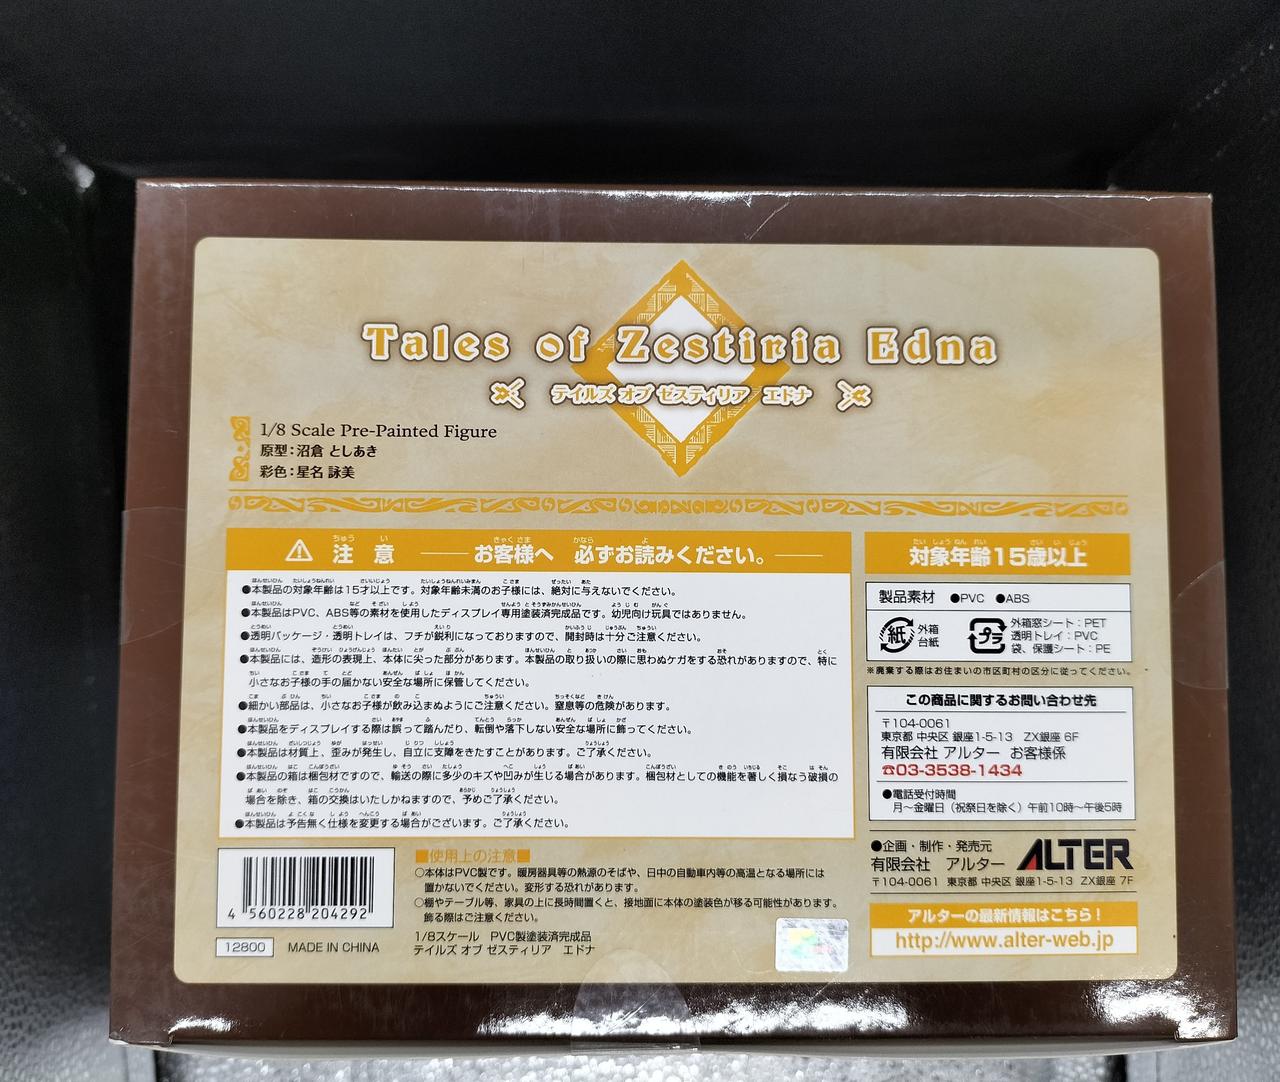 Tales of Zestiria Edna
テイルズ オブ ゼスティリア　エドナ
1/8 Scale Pre-Painted Figure
原型：沼倉 としあき
彩色：星名 詠美
注意 お客様へ 必ずお読みください。
●本製品の対象年齢は15才以上です。対象年齢未満のお子様には、絶対に与えないでください。
●本製品はPVC、ABS等の素材を使用したディスプレイ専用塗装済完成品です。幼児向け玩具ではありません。
●透明パッケージ・透明トレイは、フチが鋭利になっておりますので、開封時は十分ご注意ください。
●本製品には、造形の表現上、本体に尖った部分があります。本製品の取り扱いの際に思わぬケガをする恐れがありますので、特に
小さなお子様の手の届かない安全な場所に保管してください。
●細かい部品は、小さなお子様が飲み込まぬようにご注意ください。窒息等の危険があります。
●本製品をディスプレイする際は誤って踏んだり、転倒や落下しない安全な場所に飾ってください。
●本製品は材質上、歪みが発生し、自立に支障をきたすことがあります。ご了承ください。
●本製品の箱は梱包材ですので、輸送の際に多少のキズや凹みが生じる場合があります。梱包材としての機能を著しく損なう破損の
場合を除き、箱の交換はいたしかねますので、予めご了承ください。
●本製品は予告無く仕様を変更する場合がございます。ご了承ください。
4 560228 204292
12800 MADE IN CHINA
■使用上の注意■
○本体はPVC製です。暖房器具等の熱源のそばや、日中の自動車内等の高温となる場所には
置かないでください。変形する恐れがあります。
○棚やテーブル等、家具の上に長時間置くと、接地面に本体の塗装色が移る可能性があります。
飾る際はご注意ください。
1/8スケール　PVC製塗装済完成品
テイルズ オブ ゼスティリア　エドナ
対象年齢15歳以上
製品素材 ●PVC ●ABS
紙 外箱
台紙
プラ 外箱窓シート：PET
透明トレイ：PVC
袋、保護シート：PE
※廃棄する際はお住まいの市区町村の区分に従ってください。
この商品に関するお問い合わせ先
〒104-0061
東京都 中央区 銀座1-5-13　ZX銀座 6F
有限会社 アルター　お客様係
☎03-3538-1434
●電話受付時間
月〜金曜日（祝祭日を除く）午前10時〜午後5時
●企画・制作・発売元
有限会社　アルター ALTER
〒104-0061　東京都 中央区 銀座1-5-13　ZX銀座 7F
アルターの最新情報はこちら！
http://www.alter-web.jp